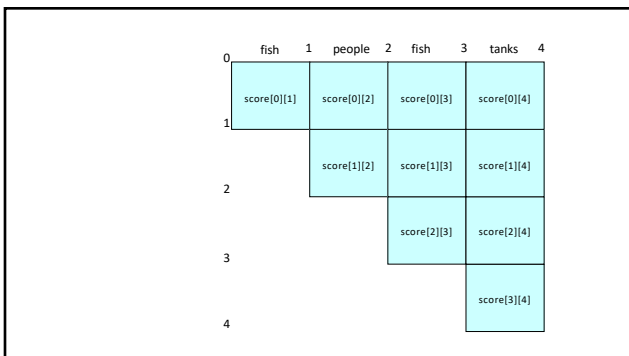 fish 1 people 2 fish 3 tanks 4
0
score[0][1] score[0][2] score[0][3] score[0][4]
1
score[1][2] score[1][3] score[1][4]
2
score[2][3] score[2][4]
3
score[3][4]
4